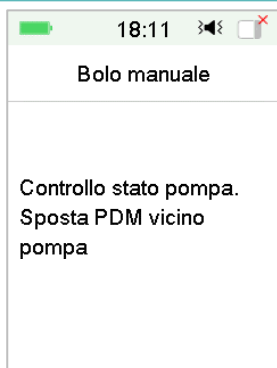 18:11
Bolo manuale
Controllo stato pompa.
Sposta PDM vicino
pompa